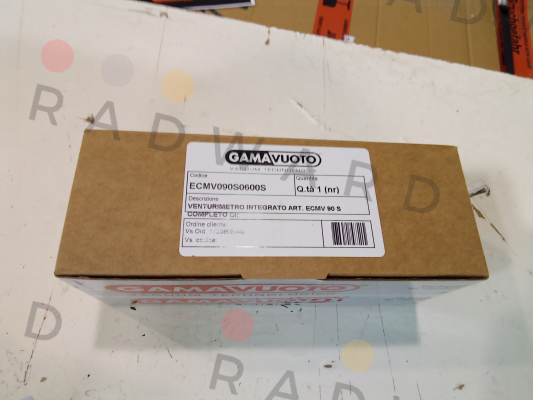 RADWARD
GAMAVUOTO
VACUUM TECHNOLOGY
Codice Quantità
ECMV090S0600S Q.tà 1 (nr)
Descrizione
VENTURIMETRO INTEGRATO ART. ECMV 90 S
COMPLETO DI:
Ordine cliente
Vs Ord.
Vs. codice:
GAMAVUOTO